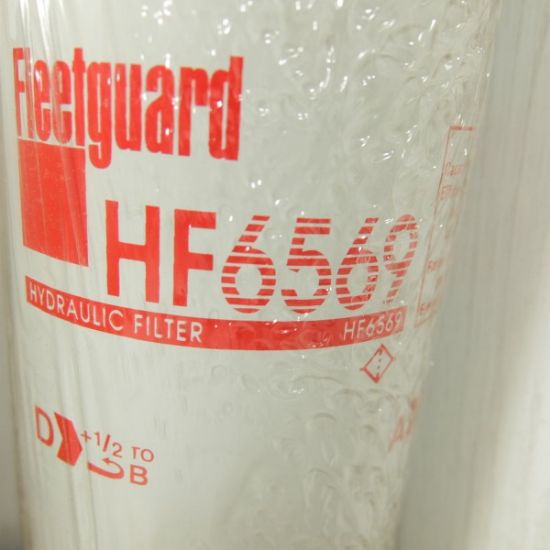 Fleetguard
HF6569
HYDRAULIC FILTER HF6569
D +1/2 TO
B